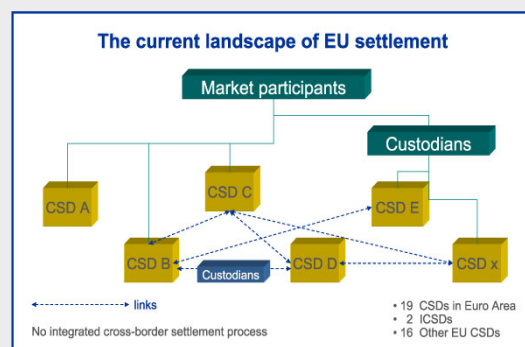 The current landscape of EU settlement
Market participants
Custodians
CSD A
CSD C
CSD E
CSD B
Custodians
CSD D
CSD x
links
No integrated cross-border settlement process
• 19 CSDs in Euro Area
• 2 ICSDs
• 16 Other EU CSDs